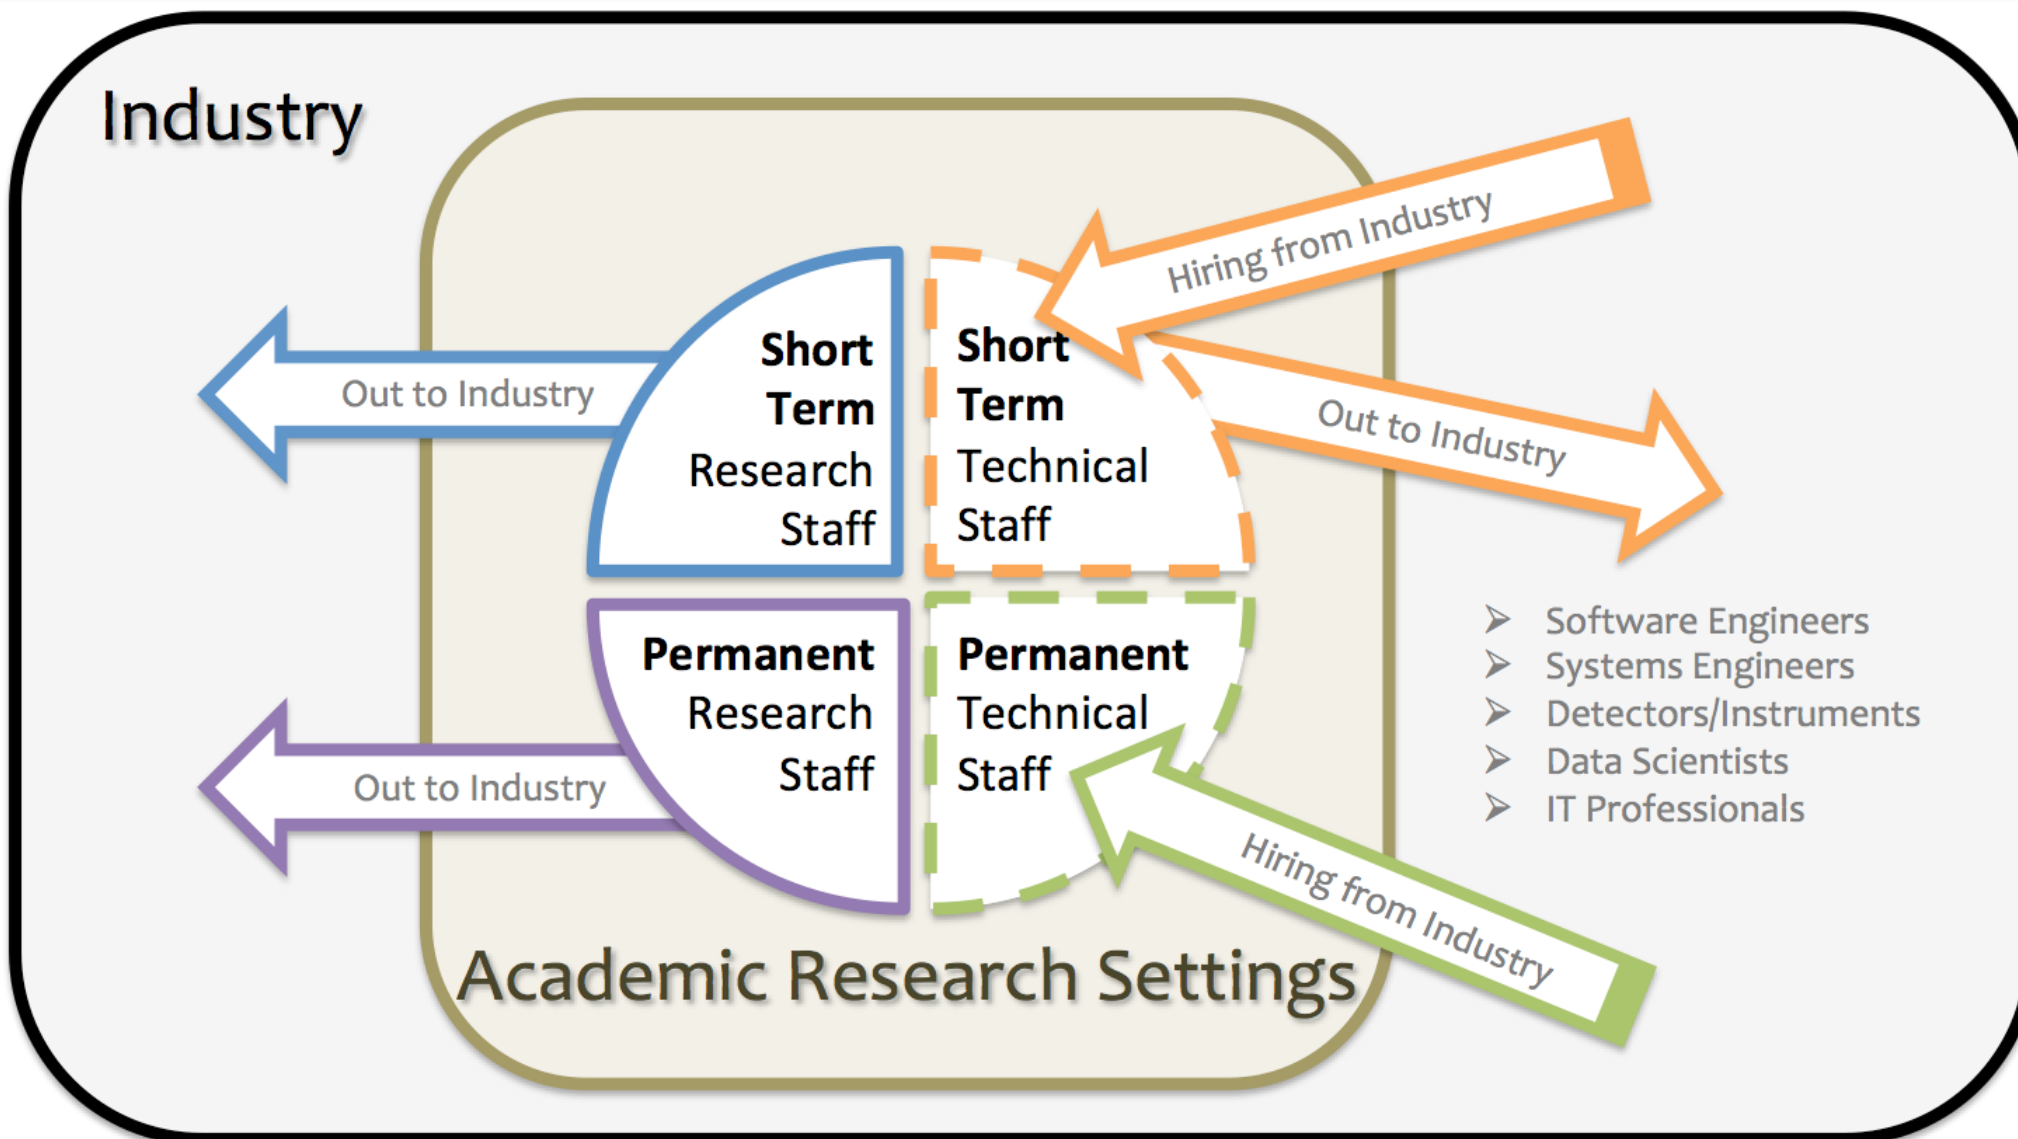 Industry
Hiring from Industry
Out to Industry
Short
Term
Research
Staff
Short
Term
Technical
Staff
Out to Industry
Permanent
Research
Staff
Permanent
Technical
Staff
Software Engineers
Systems Engineers
Detectors/Instruments
Data Scientists
IT Professionals
Out to Industry
Hiring from Industry
Academic Research Settings